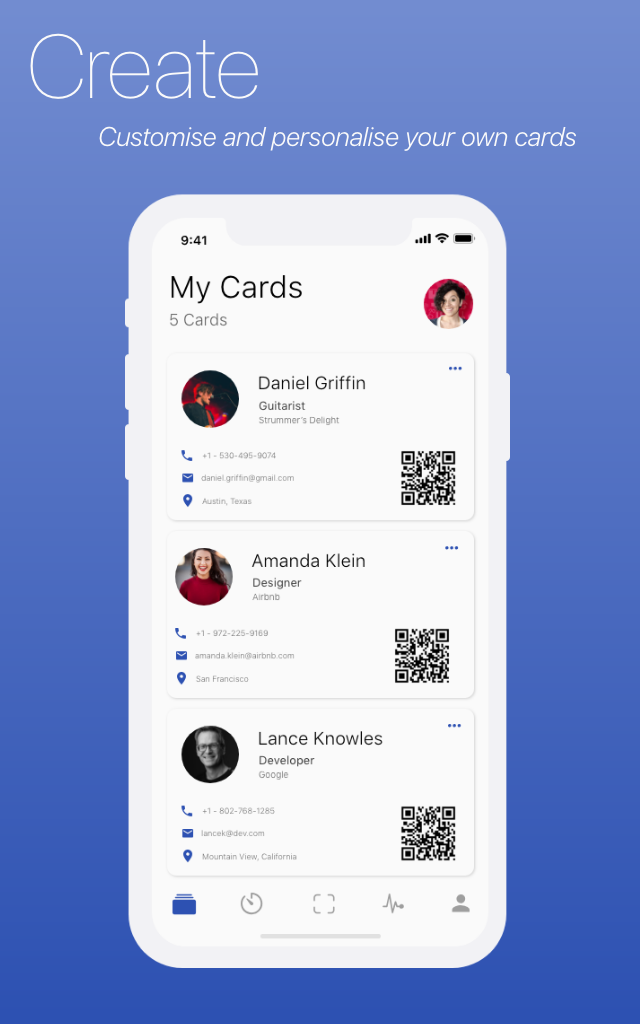 Create
Customise and personalise your own cards
9:41
My Cards
5 Cards
Daniel Griffin
Guitarist
Strummer's Delight
+1 - 530-495-9074
daniel.griffin@gmail.com
Austin, Texas
Amanda Klein
Designer
Airbnb
+1 - 972-225-9169
amanda.klein@airbnb.com
San Francisco
Lance Knowles
Developer
Google
+1 - 802-768-1285
lancek@dev.com
Mountain View, California